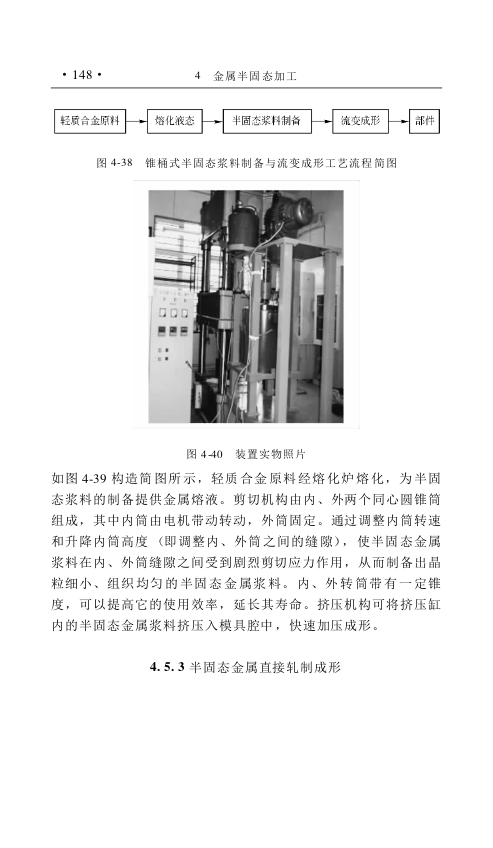 ·148· 4 金属半固态加工
轻质合金原料 熔化液态 半固态浆料制备 流变成形 部件
图 4-38 锥桶式半固态浆料制备与流变成形工艺流程简图
图 4-40 装置实物照片
如图 4-39 构造简图所示，轻质合金原料经熔化炉熔化，为半固
态浆料的制备提供金属熔液。剪切机构由内、外两个同心圆锥筒
组成，其中内筒由电机带动转动，外筒固定。通过调整内筒转速
和升降内筒高度（即调整内、外筒之间的缝隙），使半固态金属
浆料在内、外筒缝隙之间受到剧烈剪切应力作用，从而制备出晶
粒细小、组织均匀的半固态金属浆料。内、外转筒带有一定锥
度，可以提高它的使用效率，延长其寿命。挤压机构可将挤压缸
内的半固态金属浆料挤压入模具腔中，快速加压成形。
4.5.3 半固态金属直接轧制成形